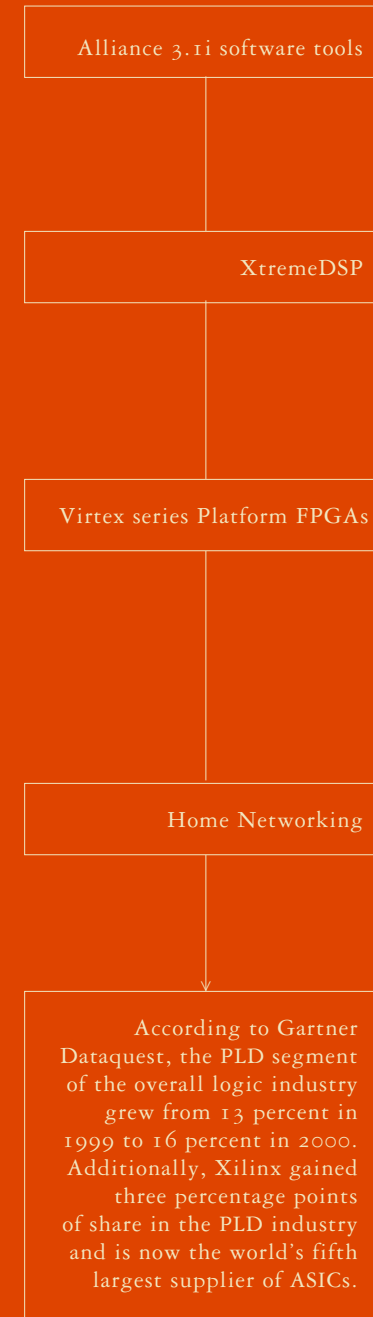 Alliance 3.1i software tools
XtremeDSP
Virtex series Platform FPGAs
Home Networking
According to Gartner
Dataquest, the PLD segment
of the overall logic industry
grew from 13 percent in
1999 to 16 percent in 2000.
Additionally, Xilinx gained
three percentage points
of share in the PLD industry
and is now the world's fifth
largest supplier of ASICs.